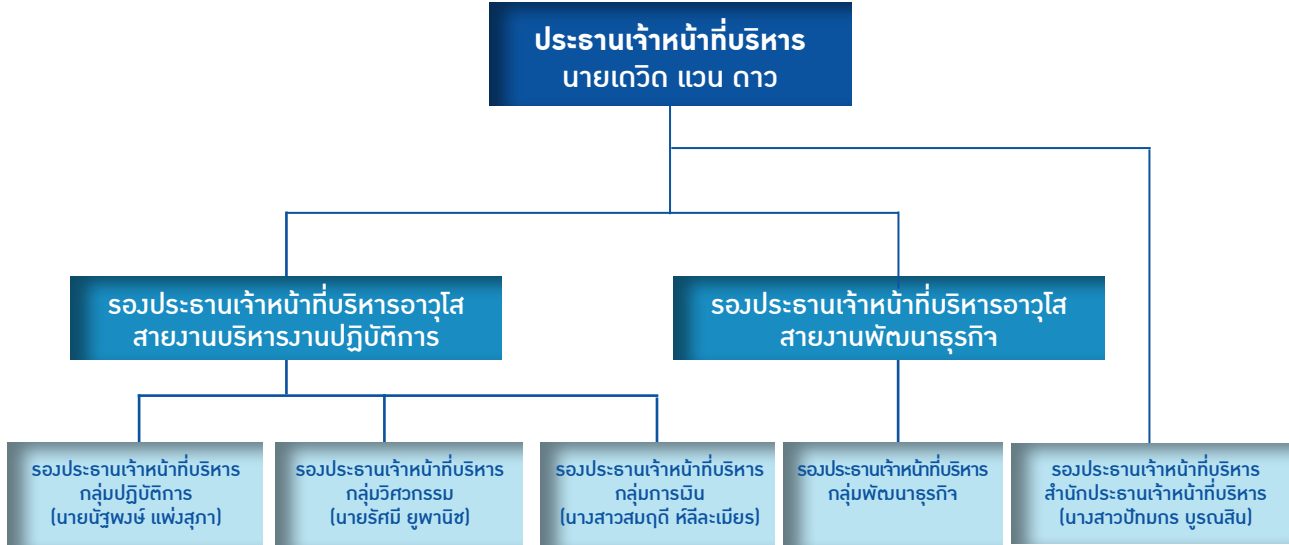 ประธานเจ้าหน้าที่บริหาร
นายเดวิด แวน ดาว
รองประธานเจ้าหน้าที่บริหารอาวุโส
สายงานบริหารงานปฏิบัติการ
รองประธานเจ้าหน้าที่บริหารอาวุโส
สายงานพัฒนาธุรกิจ
รองประธานเจ้าหน้าที่บริหาร
กลุ่มปฏิบัติการ
(นายนัฐพงษ์ แพ่งสุภา)
รองประธานเจ้าหน้าที่บริหาร
กลุ่มวิศวกรรม
(นายรัศมี ยูพานิช)
รองประธานเจ้าหน้าที่บริหาร
กลุ่มการเงิน
(นางสาวสมฤดี ห์ลีละเมียร)
รองประธานเจ้าหน้าที่บริหาร
กลุ่มพัฒนาธุรกิจ
รองประธานเจ้าหน้าที่บริหาร
สำนักประธานเจ้าหน้าที่บริหาร
(นางสาวปัทมกร บูรณสิน)